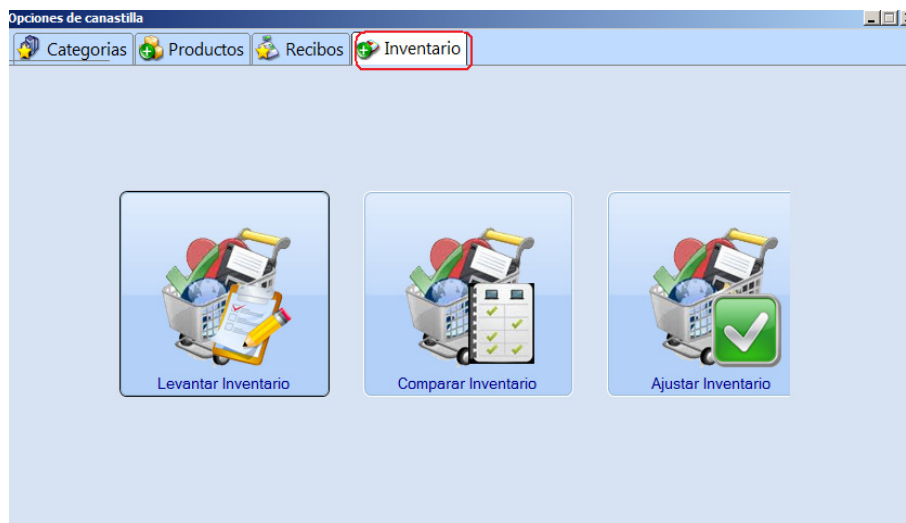 Opciones de canastilla
Categorias Productos Recibos Inventario
Levantar Inventario Comparar Inventario Ajustar Inventario